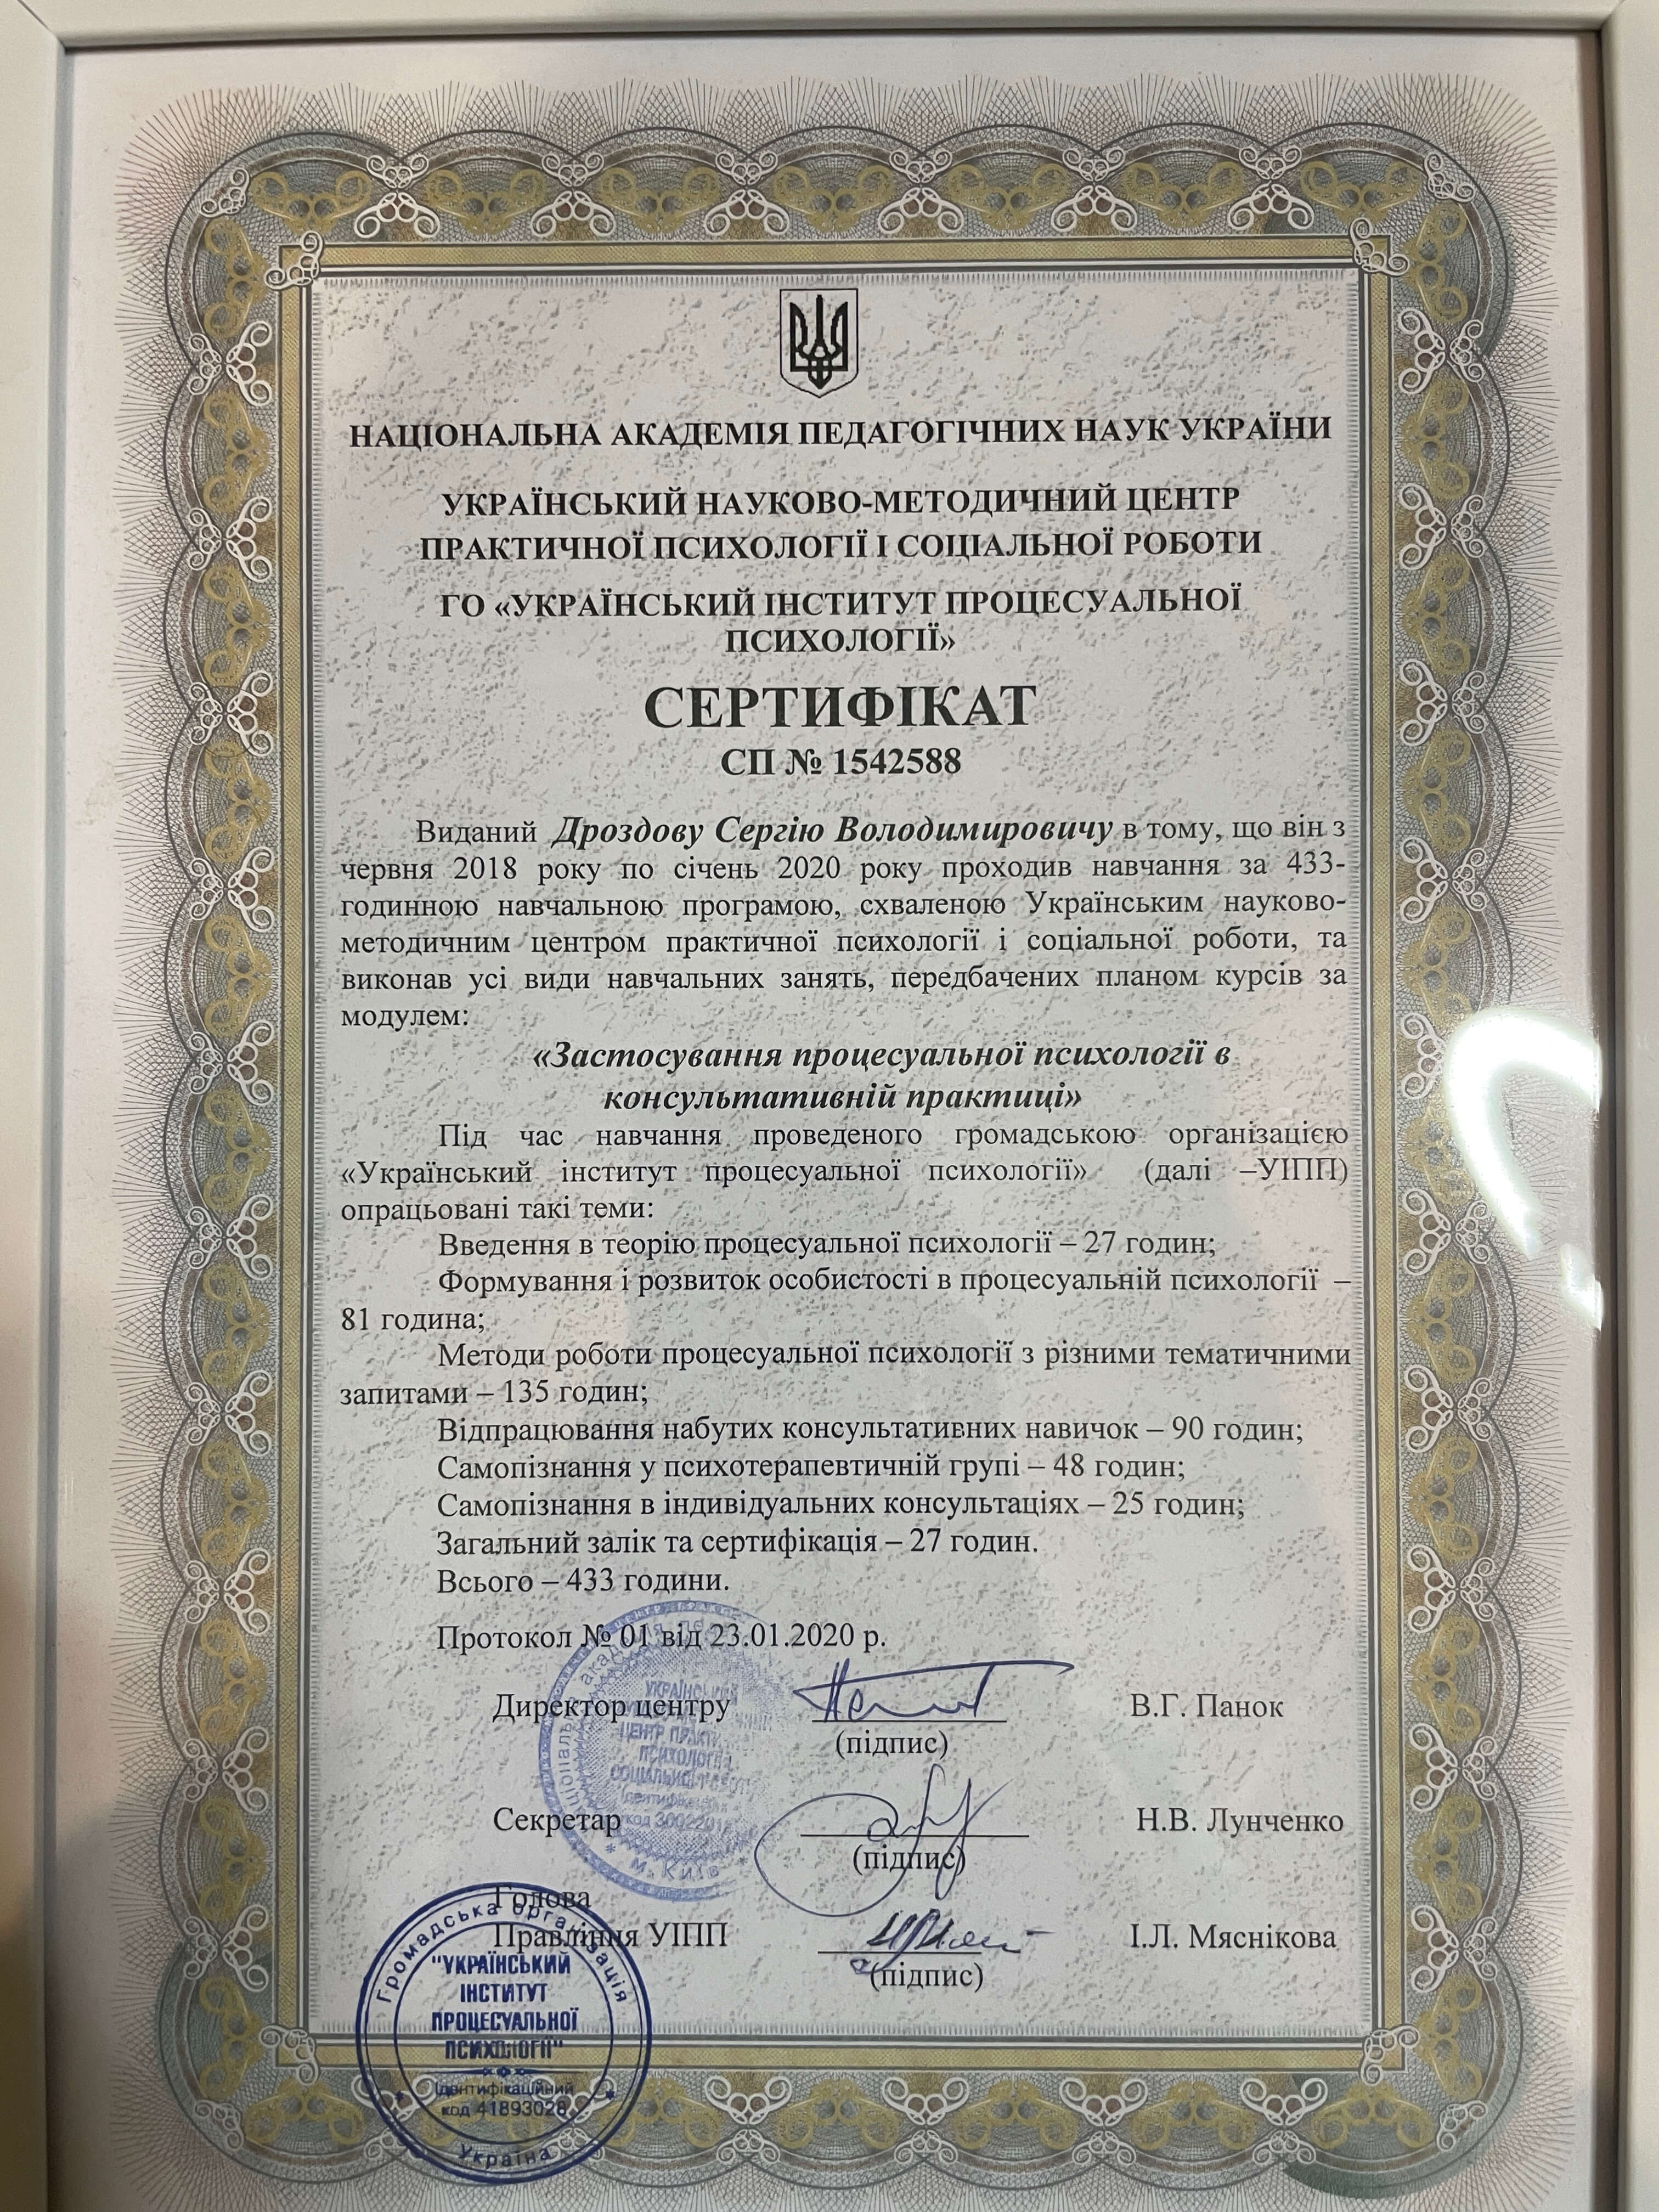 НАЦІОНАЛЬНА АКАДЕМІЯ ПЕДАГОГІЧНИХ НАУК УКРАЇНИ
УКРАЇНСЬКИЙ НАУКОВО-МЕТОДИЧНИЙ ЦЕНТР
ПРАКТИЧНОЇ ПСИХОЛОГІЇ І СОЦІАЛЬНОЇ РОБОТИ
ГО «УКРАЇНСЬКИЙ ІНСТИТУТ ПРОЦЕСУАЛЬНОЇ
ПСИХОЛОГІЇ»
СЕРТИФІКАТ
СП № 1542588
Виданий Дроздову Сергію Володимировичу в тому, що він з
червня 2018 року по січень 2020 року проходив навчання за 433-
годинною навчальною програмою, схваленою Українським науково-
методичним центром практичної психології і соціальної роботи, та
виконав усі види навчальних занять, передбачених планом курсів за
модулем:
«Застосування процесуальної психології в
консультативній практиці»
Під час навчання проведеного громадською організацією
«Український інститут процесуальної психології» (далі –УІПП)
опрацьовані такі теми:
Введення в теорію процесуальної психології – 27 годин;
Формування і розвиток особистості в процесуальній психології –
81 година;
Методи роботи процесуальної психології з різними тематичними
запитами – 135 годин;
Відпрацювання набутих консультативних навичок – 90 годин;
Самопізнання у психотерапевтичній групі – 48 годин;
Самопізнання в індивідуальних консультаціях – 25 годин;
Загальний залік та сертифікація – 27 годин.
Всього – 433 години.
Протокол № 01 від 23.01.2020 р.
Директор центру В.Г. Панок
(підпис)
Секретар Н.В. Лунченко
(підпис)
Голова
Правління УІПП І.Л. Мяснікова
(підпис)
УКРАЇНСЬКИЙ
ЦЕНТР
ПСИХОЛОГІЇ
код
м. Київ
Громадська організація
"УКРАЇНСЬКИЙ
ІНСТИТУТ
ПРОЦЕСУАЛЬНОЇ
ПСИХОЛОГІЇ"
Ідентифікаційний
код 41893028
Україна